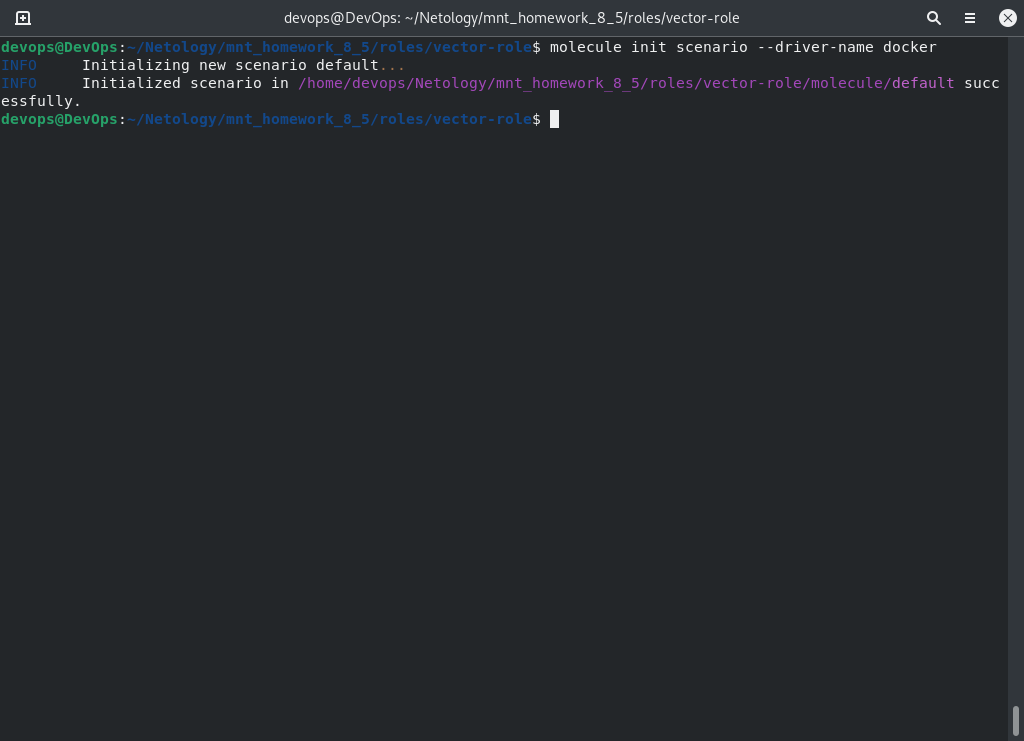 devops@DevOps: ~/Netology/mnt_homework_8_5/roles/vector-role
devops@DevOps:~/Netology/mnt_homework_8_5/roles/vector-role$ molecule init scenario --driver-name docker
INFO     Initializing new scenario default...
INFO     Initialized scenario in /home/devops/Netology/mnt_homework_8_5/roles/vector-role/molecule/default succ
essfully.
devops@DevOps:~/Netology/mnt_homework_8_5/roles/vector-role$